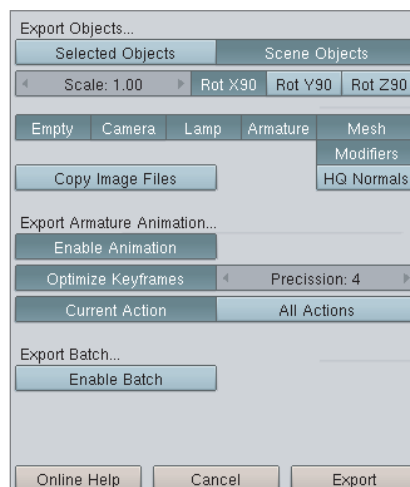 Export Objects...
Selected Objects Scene Objects
Scale: 1.00 Rot X90 Rot Y90 Rot Z90
Empty Camera Lamp Armature Mesh
Modifiers
Copy Image Files HQ Normals
Export Armature Animation...
Enable Animation
Optimize Keyframes Precission: 4
Current Action All Actions
Export Batch...
Enable Batch
Online Help Cancel Export